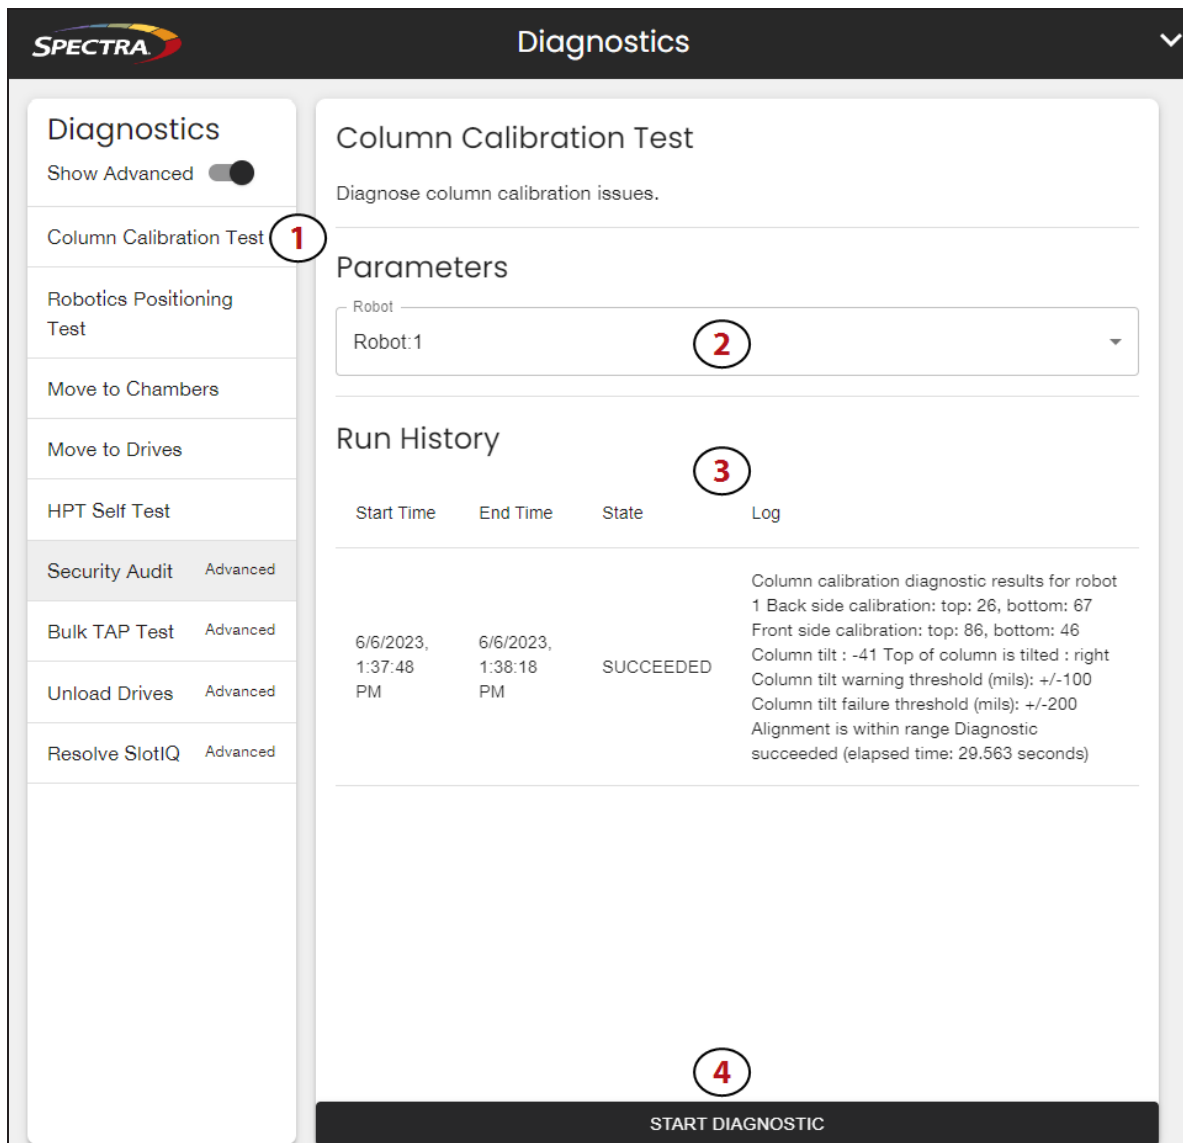 SPECTRA
Diagnostics
Diagnostics
Show Advanced
Column Calibration Test
1
Robotics Positioning
Test
Move to Chambers
Move to Drives
HPT Self Test
Security Audit Advanced
Bulk TAP Test Advanced
Unload Drives Advanced
Resolve SlotIQ Advanced
Column Calibration Test
Diagnose column calibration issues.
Parameters
Robot
Robot:1
2
Run History
3
Start Time End Time State Log
6/6/2023,
1:37:48
PM
6/6/2023,
1:38:18
PM
SUCCEEDED
Column calibration diagnostic results for robot
1 Back side calibration: top: 26, bottom: 67
Front side calibration: top: 86, bottom: 46
Column tilt : -41 Top of column is tilted : right
Column tilt warning threshold (mils): +/-100
Column tilt failure threshold (mils): +/-200
Alignment is within range Diagnostic
succeeded (elapsed time: 29.563 seconds)
4
START DIAGNOSTIC